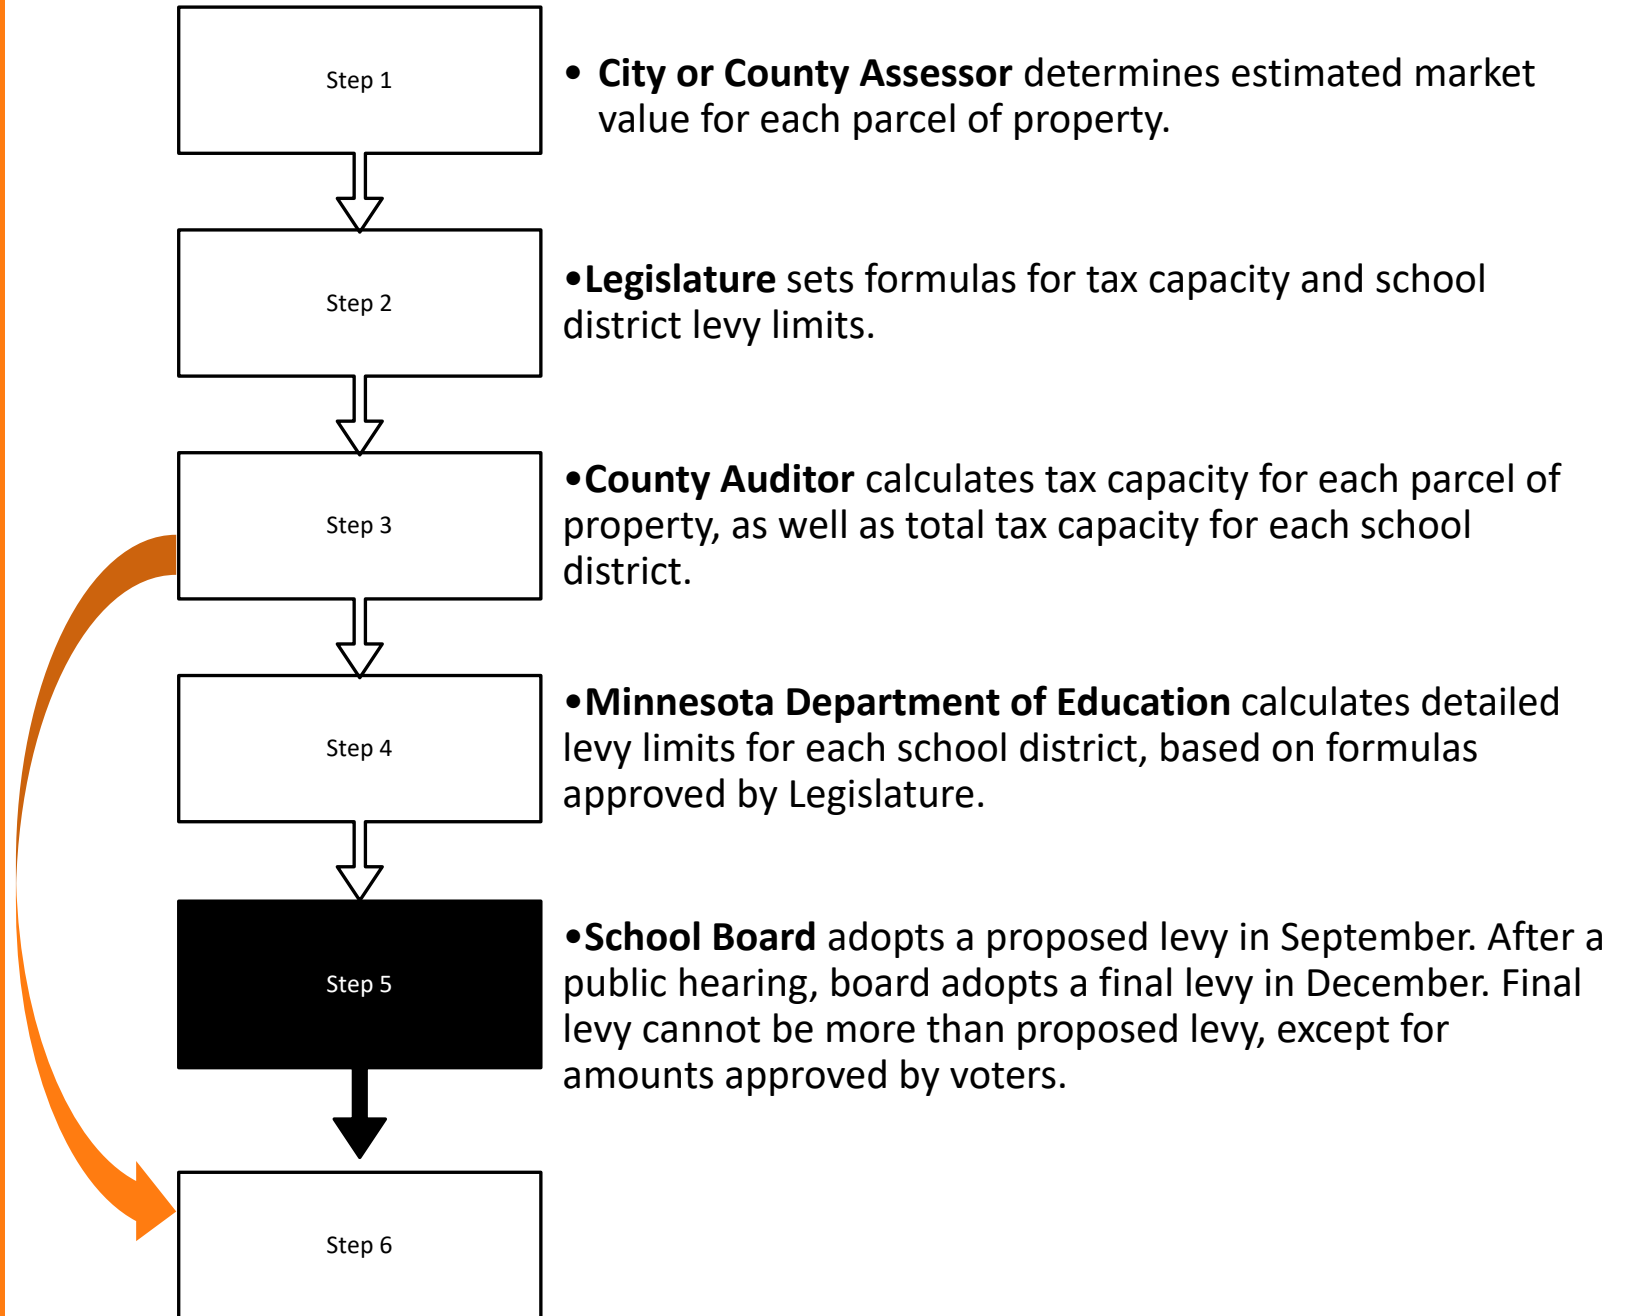 Step 1
• City or County Assessor determines estimated market
value for each parcel of property.
Step 2
•Legislature sets formulas for tax capacity and school
district levy limits.
Step 3
•County Auditor calculates tax capacity for each parcel of
property, as well as total tax capacity for each school
district.
Step 4
•Minnesota Department of Education calculates detailed
levy limits for each school district, based on formulas
approved by Legislature.
Step 5
•School Board adopts a proposed levy in September. After a
public hearing, board adopts a final levy in December. Final
levy cannot be more than proposed levy, except for
amounts approved by voters.
Step 6